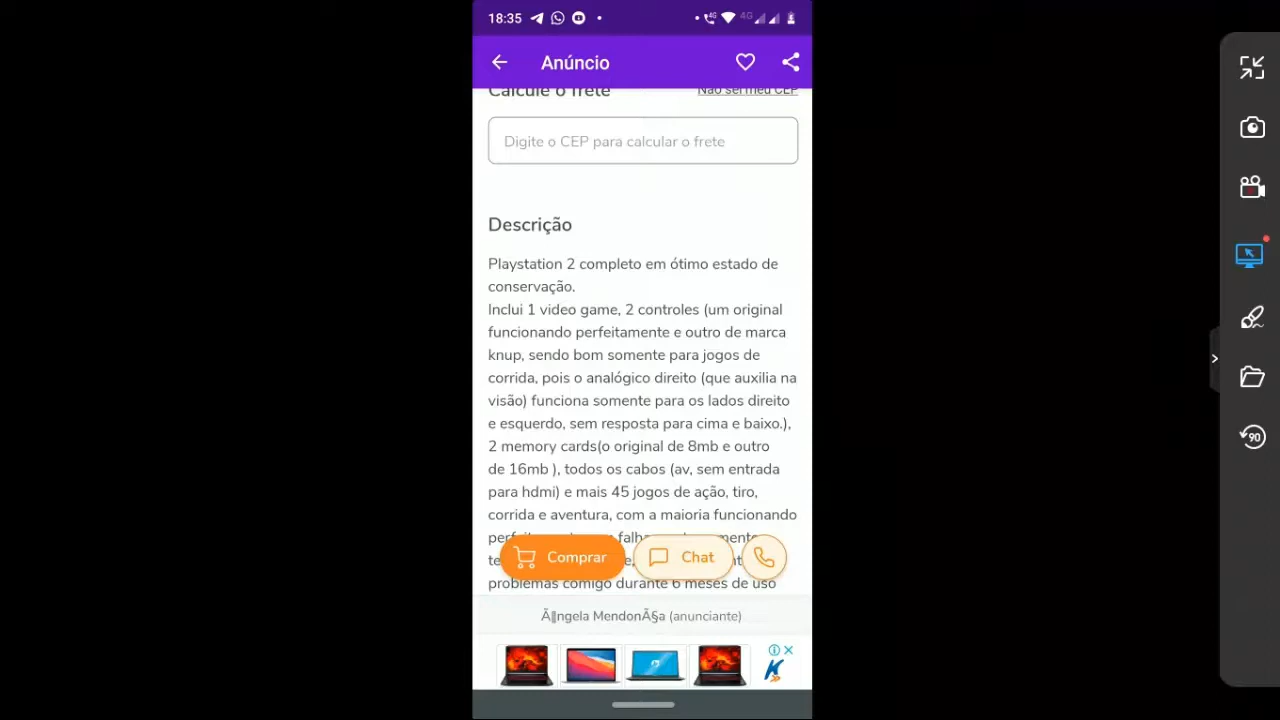 18:35
4G
4G
Anúncio
Calcule o frete
Não sei meu CEP
Digite o CEP para calcular o frete
Descrição
Playstation 2 completo em ótimo estado de
conservação.
Inclui 1 video game, 2 controles (um original
funcionando perfeitamente e outro de marca
knup, sendo bom somente para jogos de
corrida, pois o analógico direito (que auxilia na
visão) funciona somente para os lados direito
e esquerdo, sem resposta para cima e baixo.),
2 memory cards(o original de 8mb e outro
de 16mb ), todos os cabos (av, sem entrada
para hdmi) e mais 45 jogos de ação, tiro,
corrida e aventura, com a maioria funcionando
Comprar
Chat
problemas comigo durante 6 meses de uso
Ã‚ngela MendonÃ§a (anunciante)
90